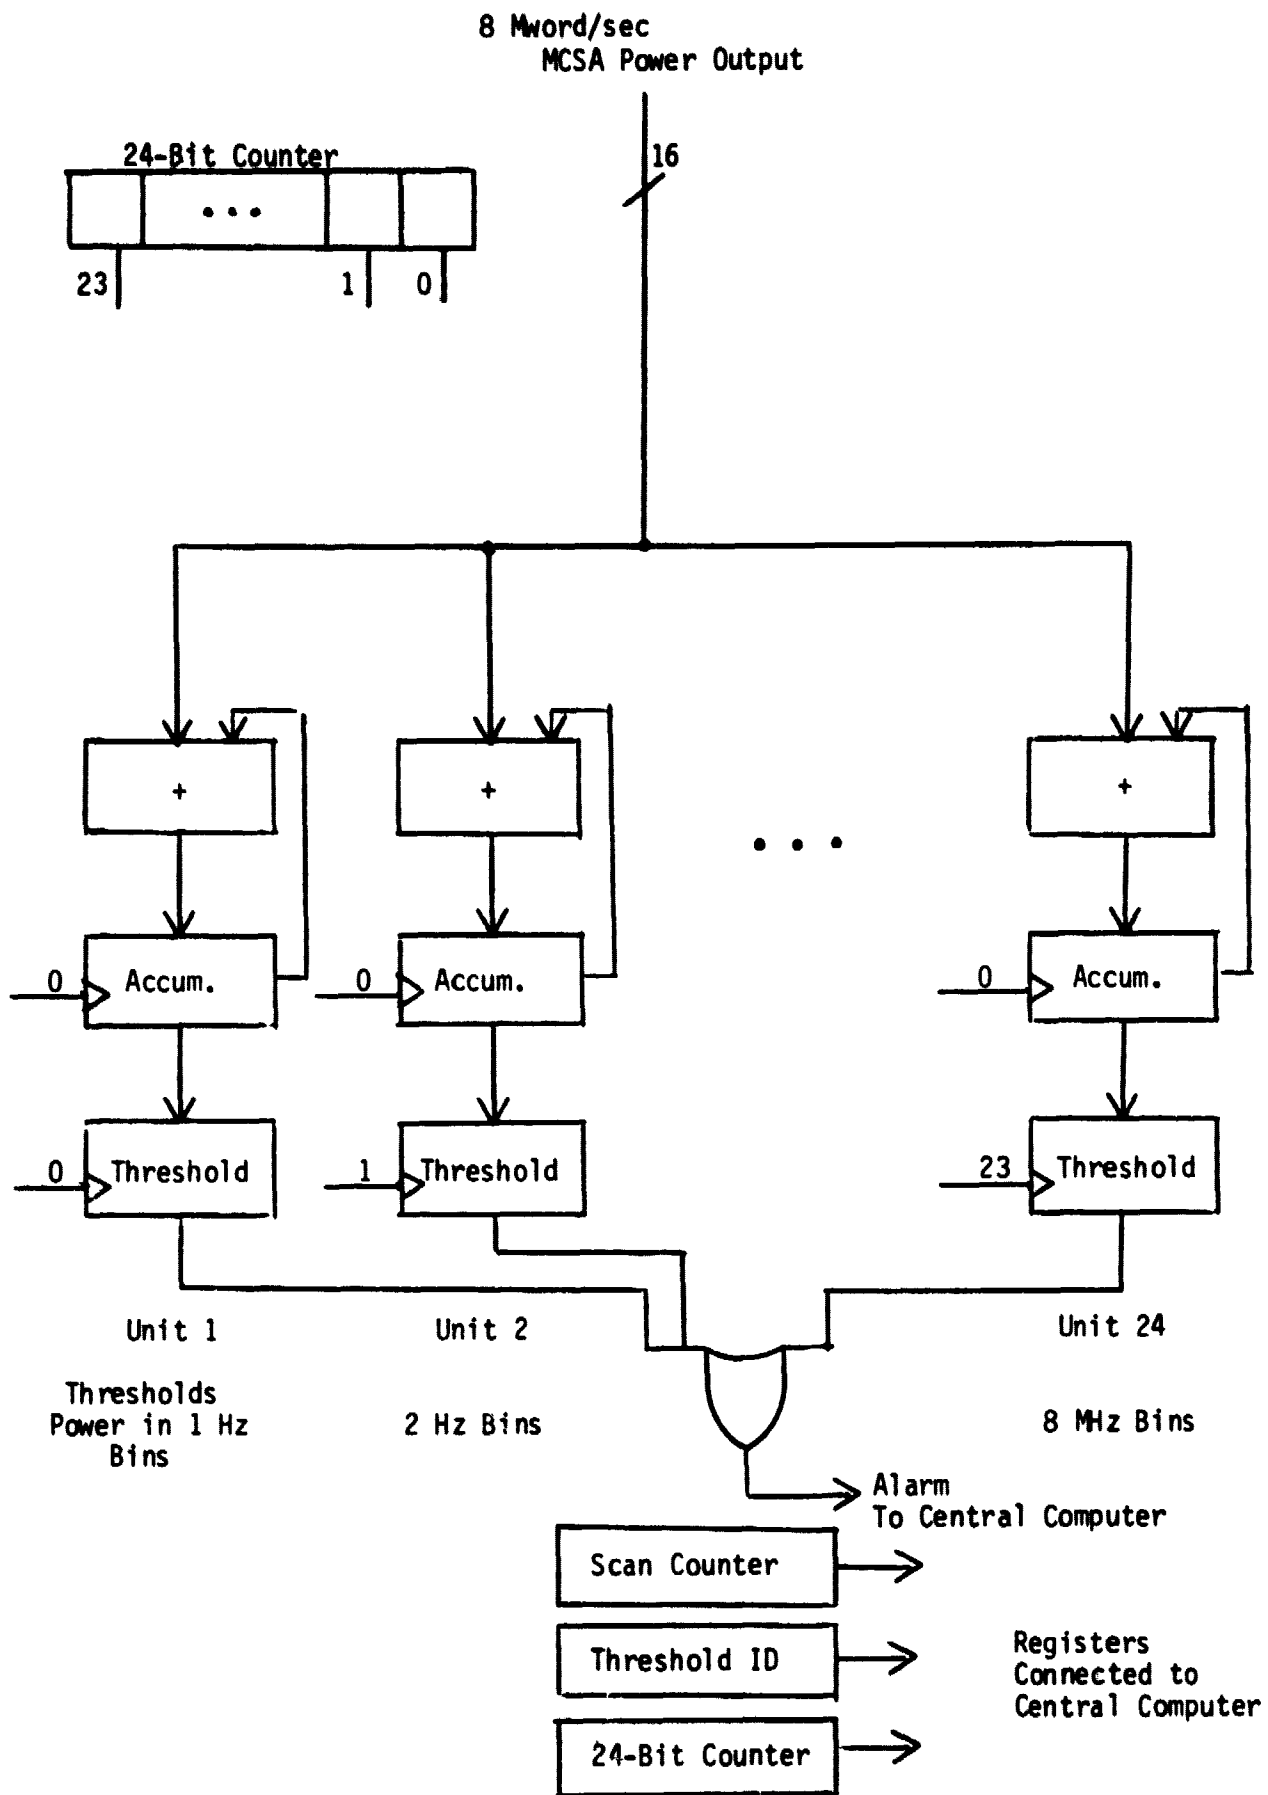 8 Mword/sec
MCSA Power Output
16
24-Bit Counter
• • •
23 1 0
+ + +
• • •
0 Accum. 0 Accum. 0 Accum.
0 Threshold 1 Threshold 23 Threshold
Unit 1 Unit 2 Unit 24
Thresholds
Power in 1 Hz
Bins
2 Hz Bins
8 MHz Bins
Alarm
To Central Computer
Scan Counter
Threshold ID
24-Bit Counter
Registers
Connected to
Central Computer